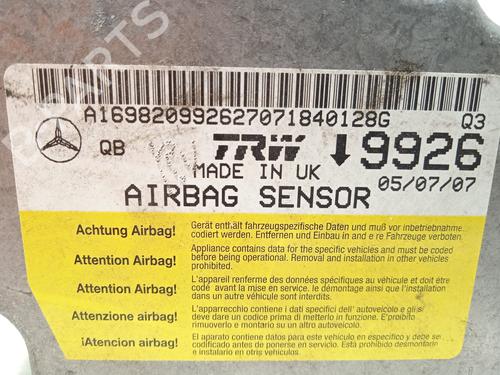 A1698209926270718401​28G Q3
QB TRW 9926
MADE IN UK
05/07/07
AIRBAG SENSOR
Achtung Airbag! Gerät enthält fahrzeugspezifische Daten und muß vor inbetriebnahme
codiert werden. Entfernen und Einbau in and e re Fahrzeuge verboten.
Attention Airbag! Appliance contains data for the specific vehicles and must be coded
before being operational. Removal and installation in other vehicles
prohibited.
Attention Airbag! L'appareil renferme des données spécifiques au véhicule et doit être
codé avant la mise en service. le démontage ainsi que l'installation dans
un autre véhicule sont interdits.
Attenzione airbag! L'apparrecchio contiene i dati specifici dell' autoveicolo e gli si
deve dare un codice prima di metterlo in funzione. E proibito
rimuoverlo e montarlo su altro autoveicolo.
¡Atencion airbag! El aparato contiene datos para este vehículo en especifico y debe ser
codificado antes de ponerse en servicio. Está prohibido desmontarlo
e instalarlo en otros vehículos.